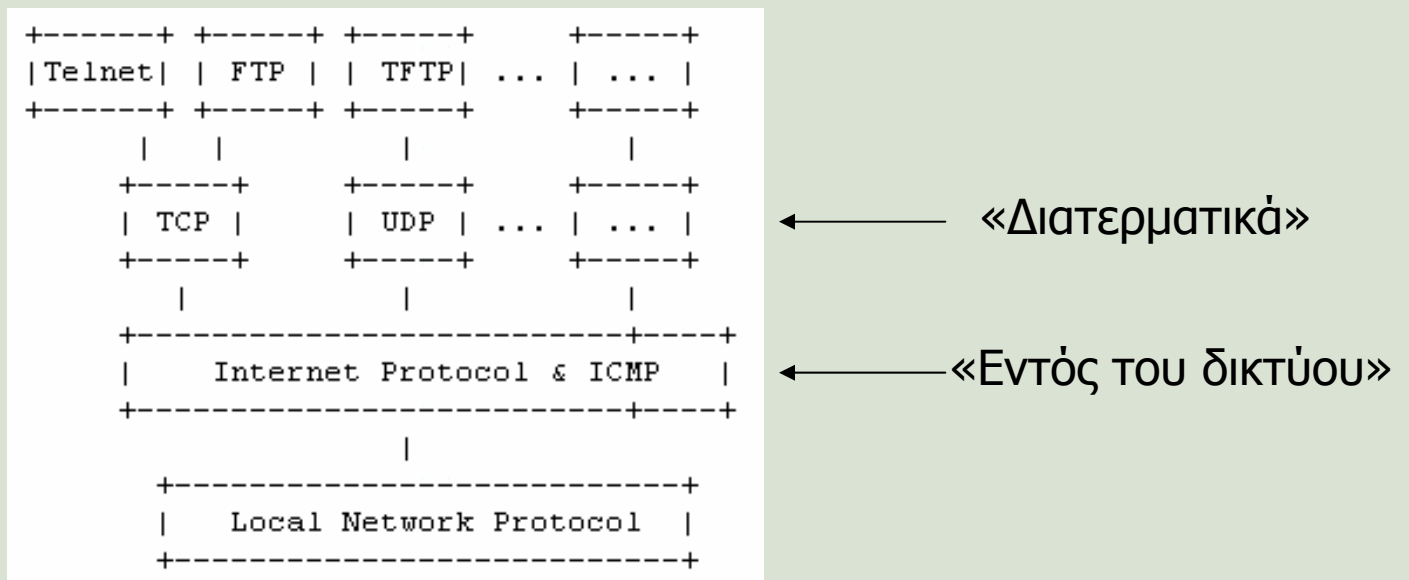 +------+ +-----+ +-----+       +-----+
|Telnet| | FTP | | TFTP|  ... | ... |
+------+ +-----+ +-----+       +-----+
      |   |         |           |
     +-----+     +-----+     +-----+
     | TCP |     | UDP | ... | ... | «Διατερματικά»
     +-----+     +-----+     +-----+
        |           |           |
     +--------------------------+----+
     |    Internet Protocol & ICMP   | «Εντός του δικτύου»
     +--------------------------+----+
                    |
       +---------------------------+
       |   Local Network Protocol  |
       +---------------------------+